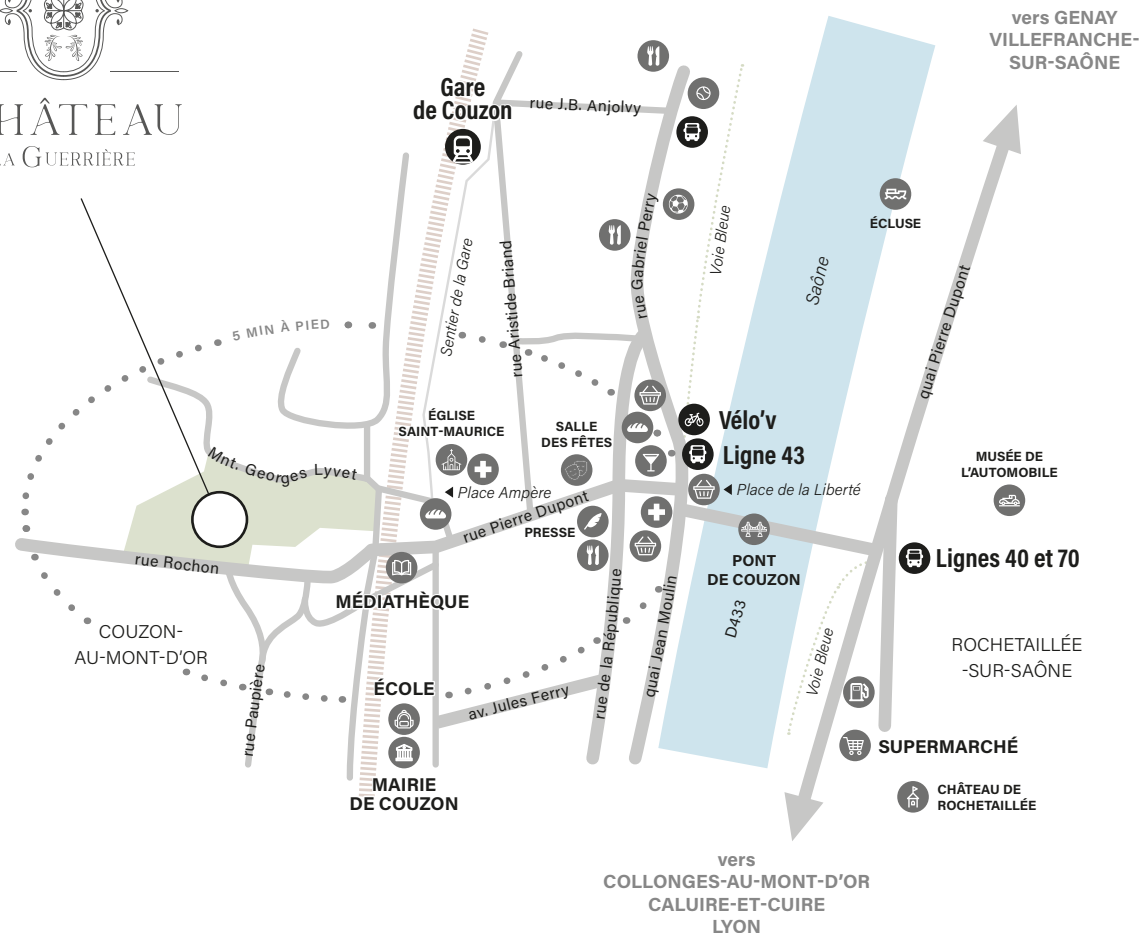 HÂTEAU
GUERRIÈRE
vers GENAY
VILLEFRANCHE-
SUR-SAÔNE
Gare
de Couzon
rue J.B. Anjolvy
rue Gabriel Perry
Voie Bleue
Saône
ÉCLUSE
quai Pierre Dupont
Sentier de la Gare
rue Aristide Briand
5 MIN À PIED
ÉGLISE
SAINT-MAURICE
SALLE
DES FÊTES
Vélo'v
Ligne 43
Place de la Liberté
Place Ampère
Mnt. Georges Lyvet
rue Pierre Dupont
PRESSE
MUSÉE DE
L'AUTOMOBILE
Lignes 40 et 70
PONT
DE COUZON
D433
rue Rochon
MÉDIATHÈQUE
COUZON-
AU-MONT-D'OR
rue Paupière
ÉCOLE
MAIRIE
DE COUZON
av. Jules Ferry
rue de la République
quai Jean Moulin
Voie Bleue
ROCHETAILLÉE
-SUR-SAÔNE
SUPERMARCHÉ
CHÂTEAU DE
ROCHETAILLÉE
vers
COLLONGES-AU-MONT-D'OR
CALUIRE-ET-CUIRE
LYON